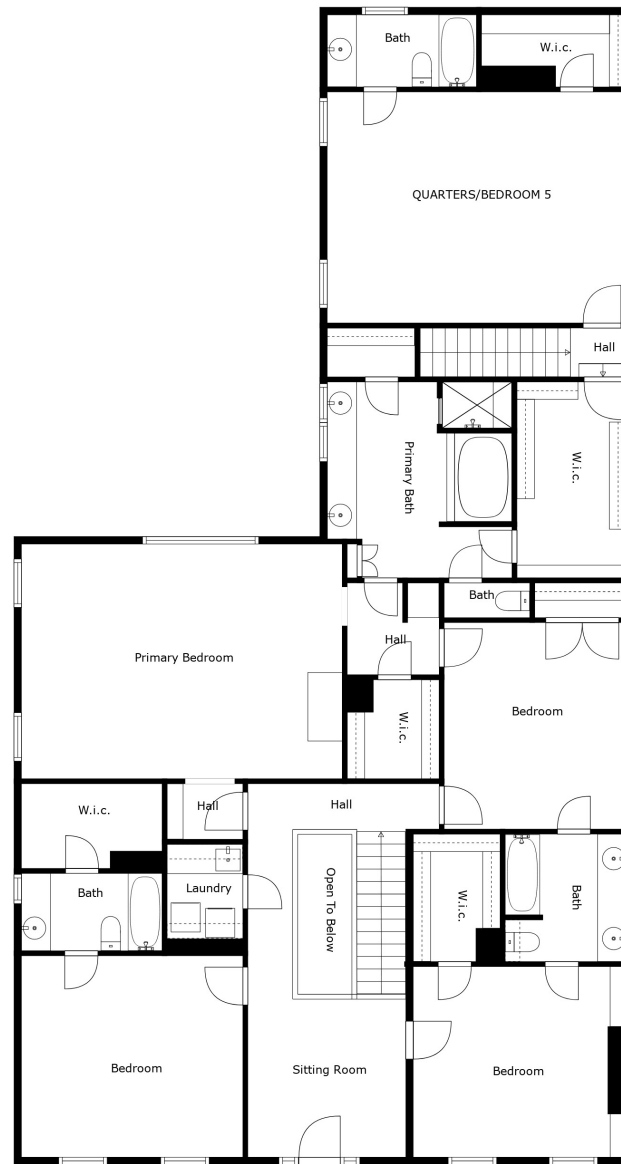 Bath
W.i.c.
QUARTERS/BEDROOM 5
Hall
Primary Bath
W.i.c.
Bath
Hall
Primary Bedroom
Bedroom
W.i.c.
W.i.c.
Hall
Hall
Bath
Laundry
Open To Below
W.i.c.
Bath
Bedroom
Sitting Room
Bedroom